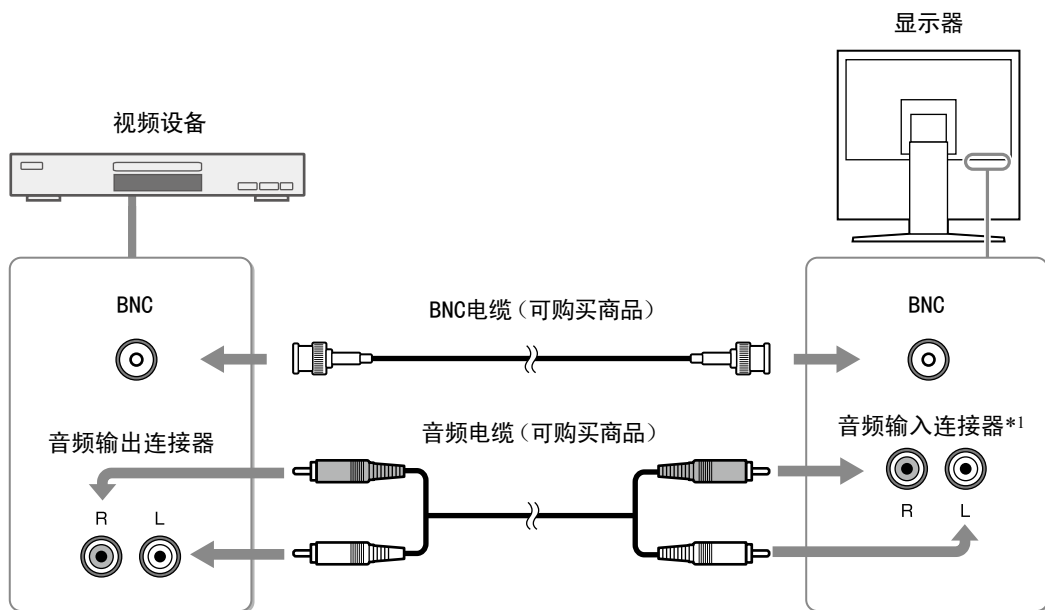 显示器
视频设备
BNC
BNC电缆（可购买商品）
BNC
音频输出连接器
音频电缆（可购买商品）
音频输入连接器*1
R L
R L